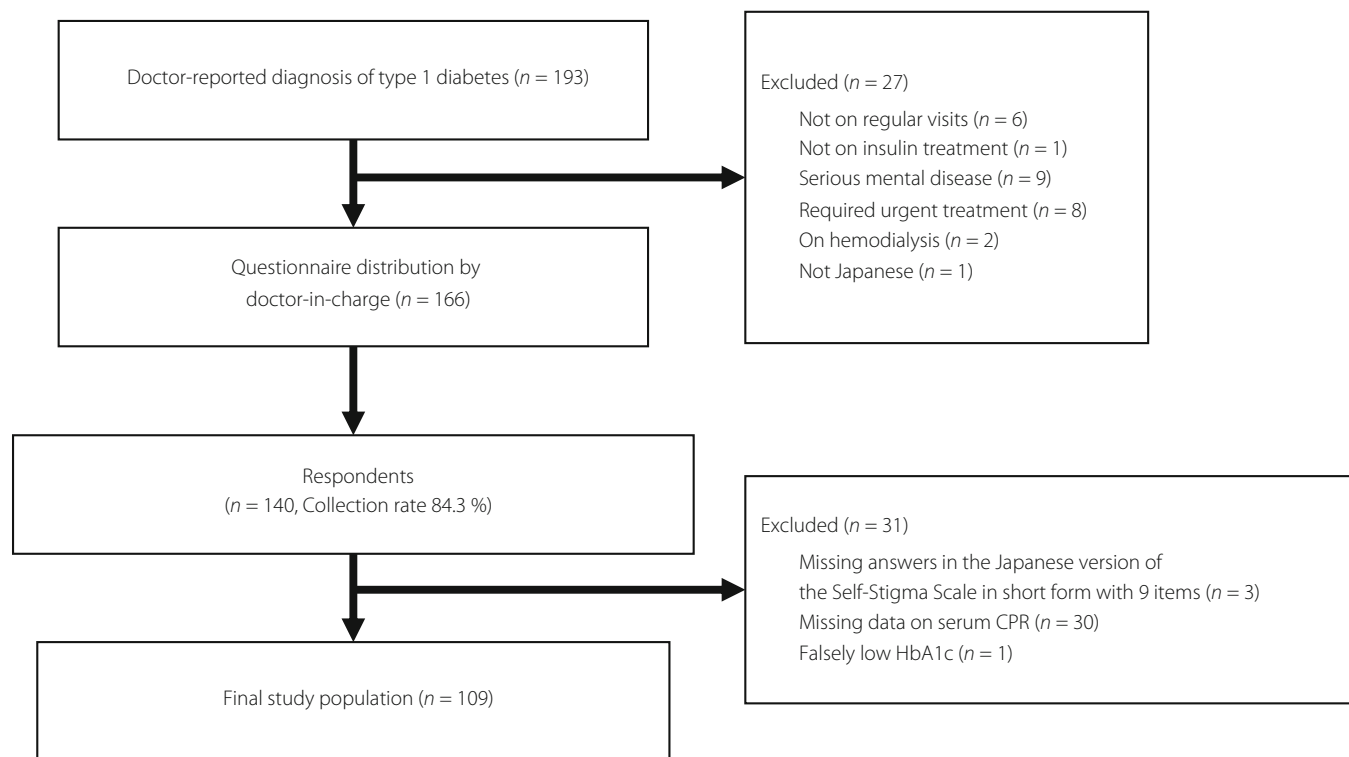 Doctor-reported diagnosis of type 1 diabetes (n = 193)
Excluded (n = 27)
Not on regular visits (n = 6)
Not on insulin treatment (n = 1)
Serious mental disease (n = 9)
Required urgent treatment (n = 8)
On hemodialysis (n = 2)
Not Japanese (n = 1)
Questionnaire distribution by
doctor-in-charge (n = 166)
Respondents
(n = 140, Collection rate 84.3 %)
Excluded (n = 31)
Missing answers in the Japanese version of
the Self-Stigma Scale in short form with 9 items (n = 3)
Missing data on serum CPR (n = 30)
Falsely low HbA1c (n = 1)
Final study population (n = 109)